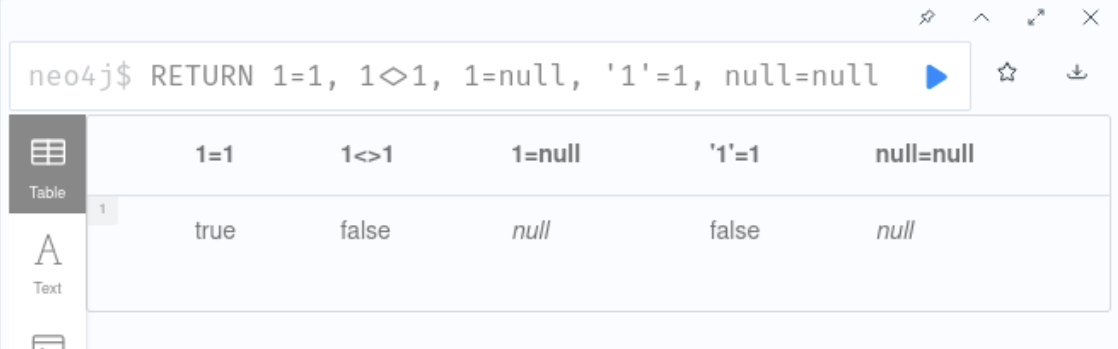 neo4j$ RETURN 1=1, 1<>1, 1=null, '1'=1, null=null
1=1 1<>1 1=null '1'=1 null=null
Table
1
true false null false null
A
Text